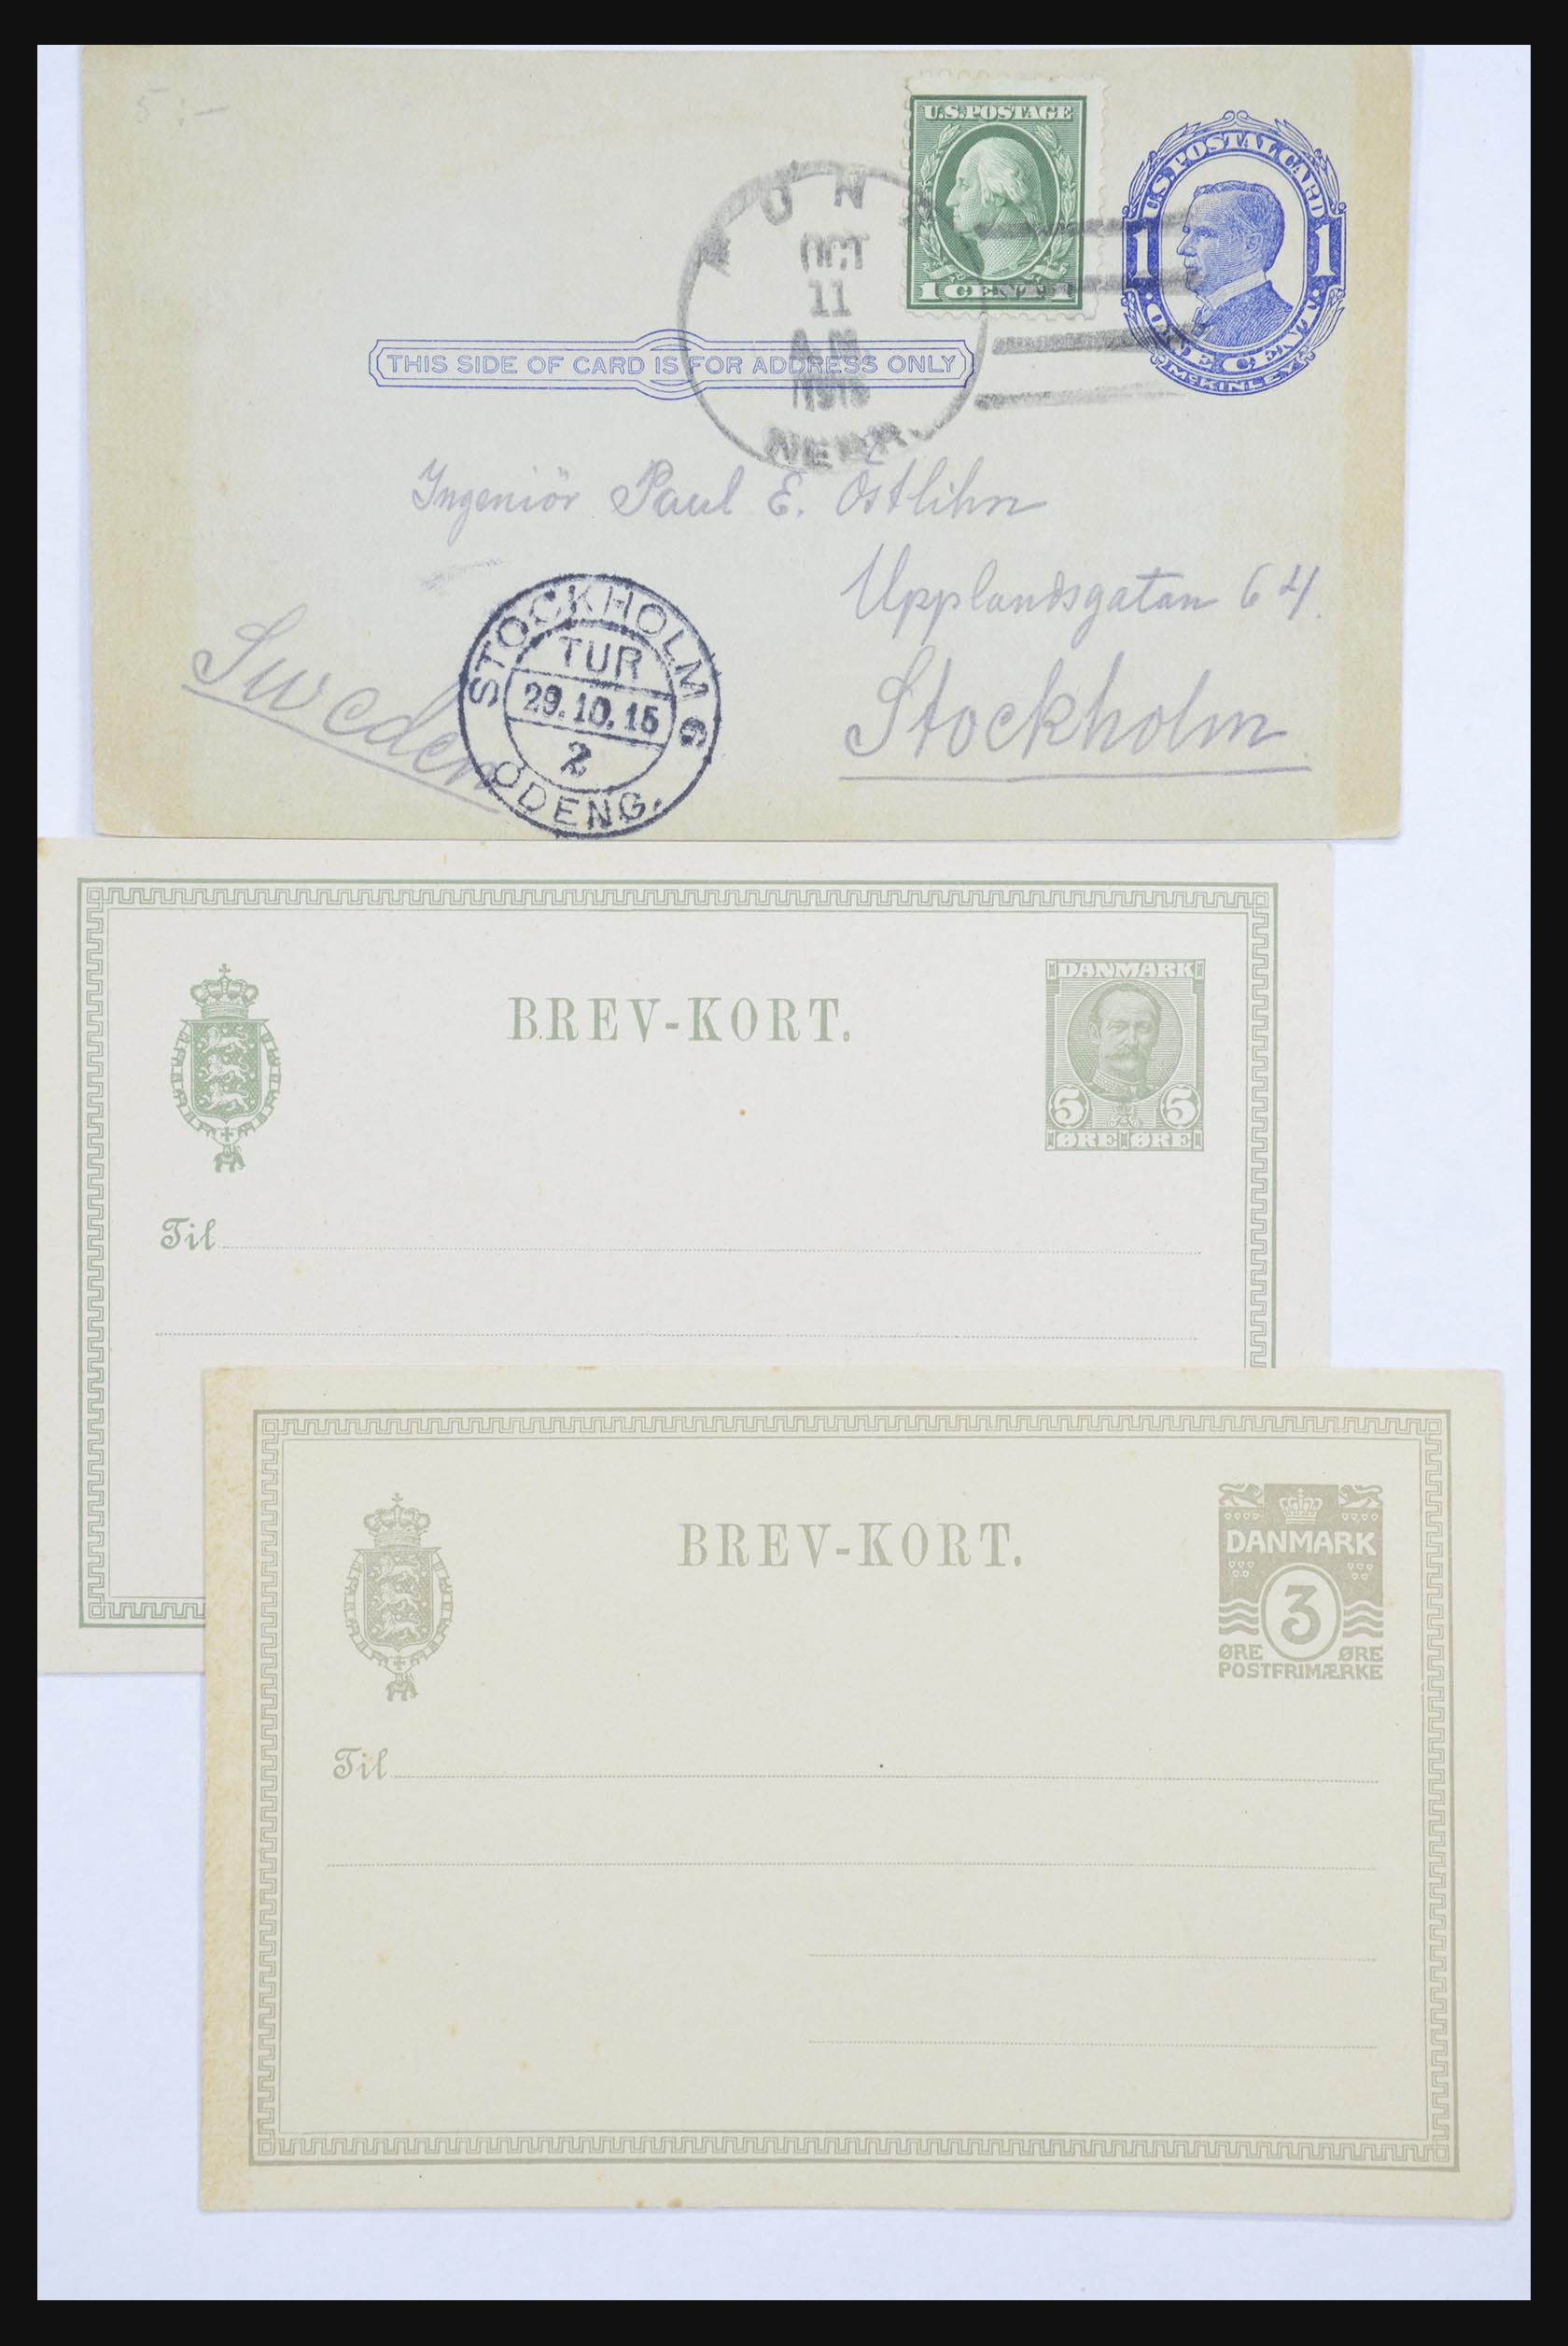 5:-
U.S. POSTAGE
1 CENT 1
U.S. POSTAL CARD
1 1
ONE CENT
McKINLEY
OCT
11
A.M.
1915
NEBR.
THIS SIDE OF CARD IS FOR ADDRESS ONLY
Ingeniör Paul E. Östlihn
Upplandsgatan 64.
Stockholm
Sweden
STOCKHOLM 9
TUR
29.10.15
2
ODENG.
DANMARK
BREV-KORT.
5 5
ØRE ØRE
Til
BREV-KORT.
DANMARK
3
ØRE ØRE
POSTFRIMÆRKE
Til